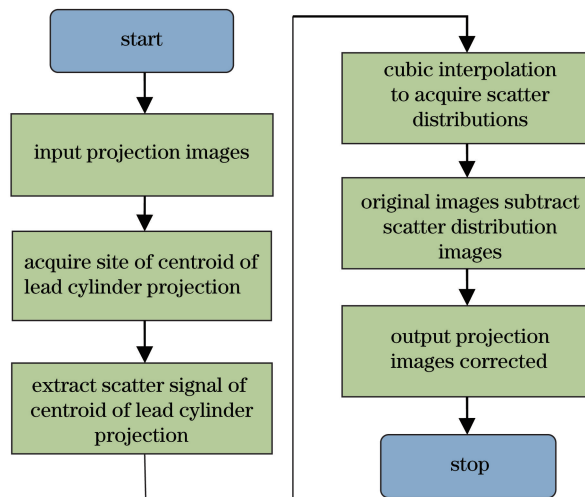 start
input projection images
acquire site of centroid of
lead cylinder projection
extract scatter signal of
centroid of lead cylinder
projection
cubic interpolation
to acquire scatter
distributions
original images subtract
scatter distribution
images
output projection
images corrected
stop